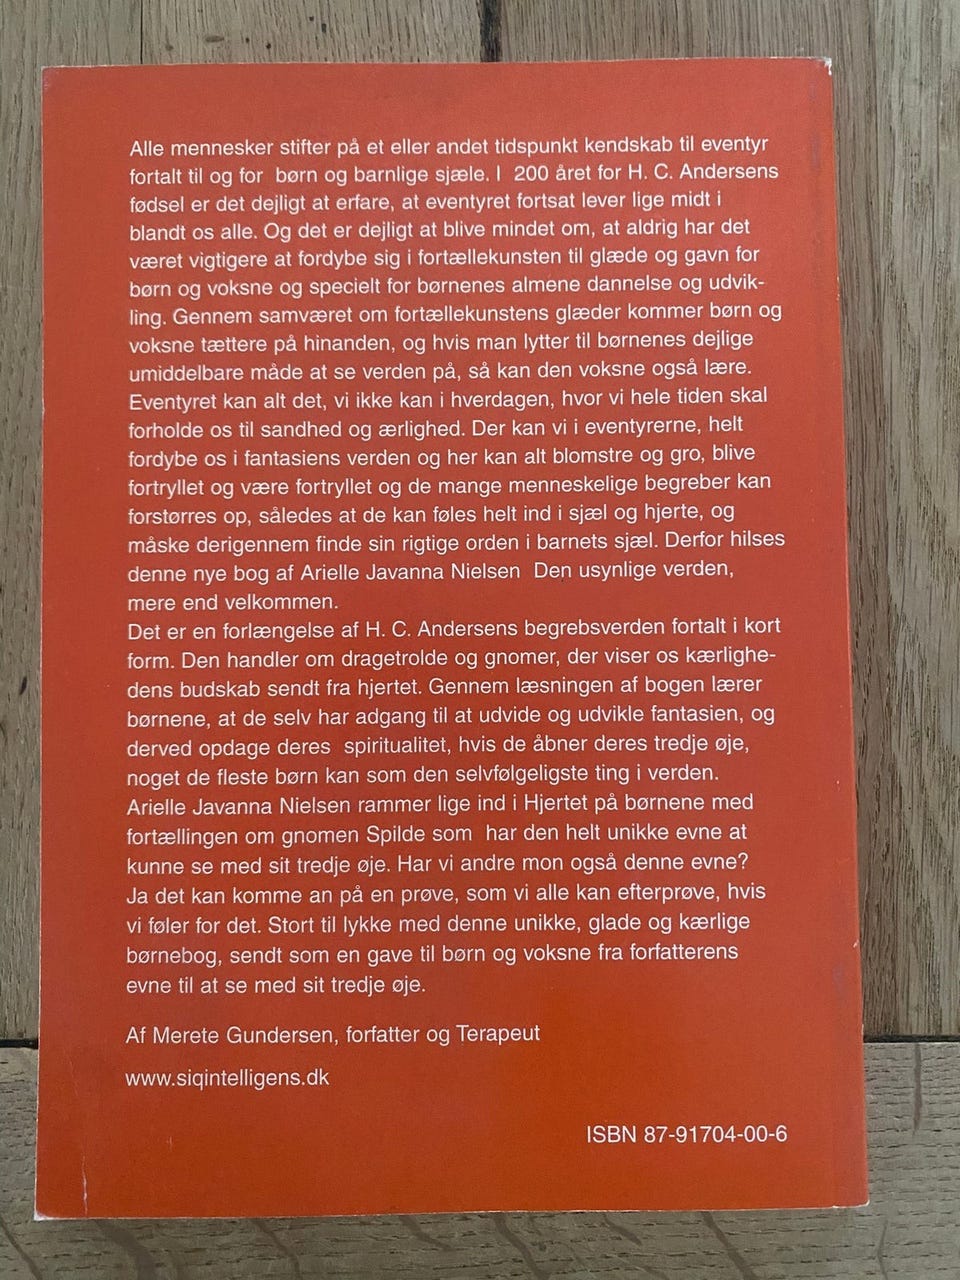 Alle mennesker stifter på et eller andet tidspunkt kendskab til eventyr
fortalt til og for børn og barnlige sjæle. I 200 året for H. C. Andersens
fødsel er det dejligt at erfare, at eventyret fortsat lever lige midt i
blandt os alle. Og det er dejligt at blive mindet om, at aldrig har det
været vigtigere at fordybe sig i fortællekunsten til glæde og gavn for
børn og voksne og specielt for børnenes almene dannelse og udvik-
ling. Gennem samværet om fortællekunstens glæder kommer børn og
voksne tættere på hinanden, og hvis man lytter til børnenes dejlige
umiddelbare måde at se verden på, så kan den voksne også lære.
Eventyret kan alt det, vi ikke kan i hverdagen, hvor vi hele tiden skal
forholde os til sandhed og ærlighed. Der kan vi i eventyrerne, helt
fordybe os i fantasiens verden og her kan alt blomstre og gro, blive
fortryllet og være fortryllet og de mange menneskelige begreber kan
forstørres op, således at de kan føles helt ind i sjæl og hjerte, og
måske derigennem finde sin rigtige orden i barnets sjæl. Derfor hilses
denne nye bog af Arielle Javanna Nielsen Den usynlige verden,
mere end velkommen.
Det er en forlængelse af H. C. Andersens begrebsverden fortalt i kort
form. Den handler om dragetrolde og gnomer, der viser os kærlighe-
dens budskab sendt fra hjertet. Gennem læsningen af bogen lærer
børnene, at de selv har adgang til at udvide og udvikle fantasien, og
derved opdage deres spiritualitet, hvis de åbner deres tredje øje,
noget de fleste børn kan som den selvfølgeligste ting i verden.
Arielle Javanna Nielsen rammer lige ind i Hjertet på børnene med
fortællingen om gnomen Spilde som har den helt unikke evne at
kunne se med sit tredje øje. Har vi andre mon også denne evne?
Ja det kan komme an på en prøve, som vi alle kan efterprøve, hvis
vi føler for det. Stort til lykke med denne unikke, glade og kærlige
børnebog, sendt som en gave til børn og voksne fra forfatterens
evne til at se med sit tredje øje.
Af Merete Gundersen, forfatter og Terapeut
www.siqintelligens.dk
ISBN 87-91704-00-6